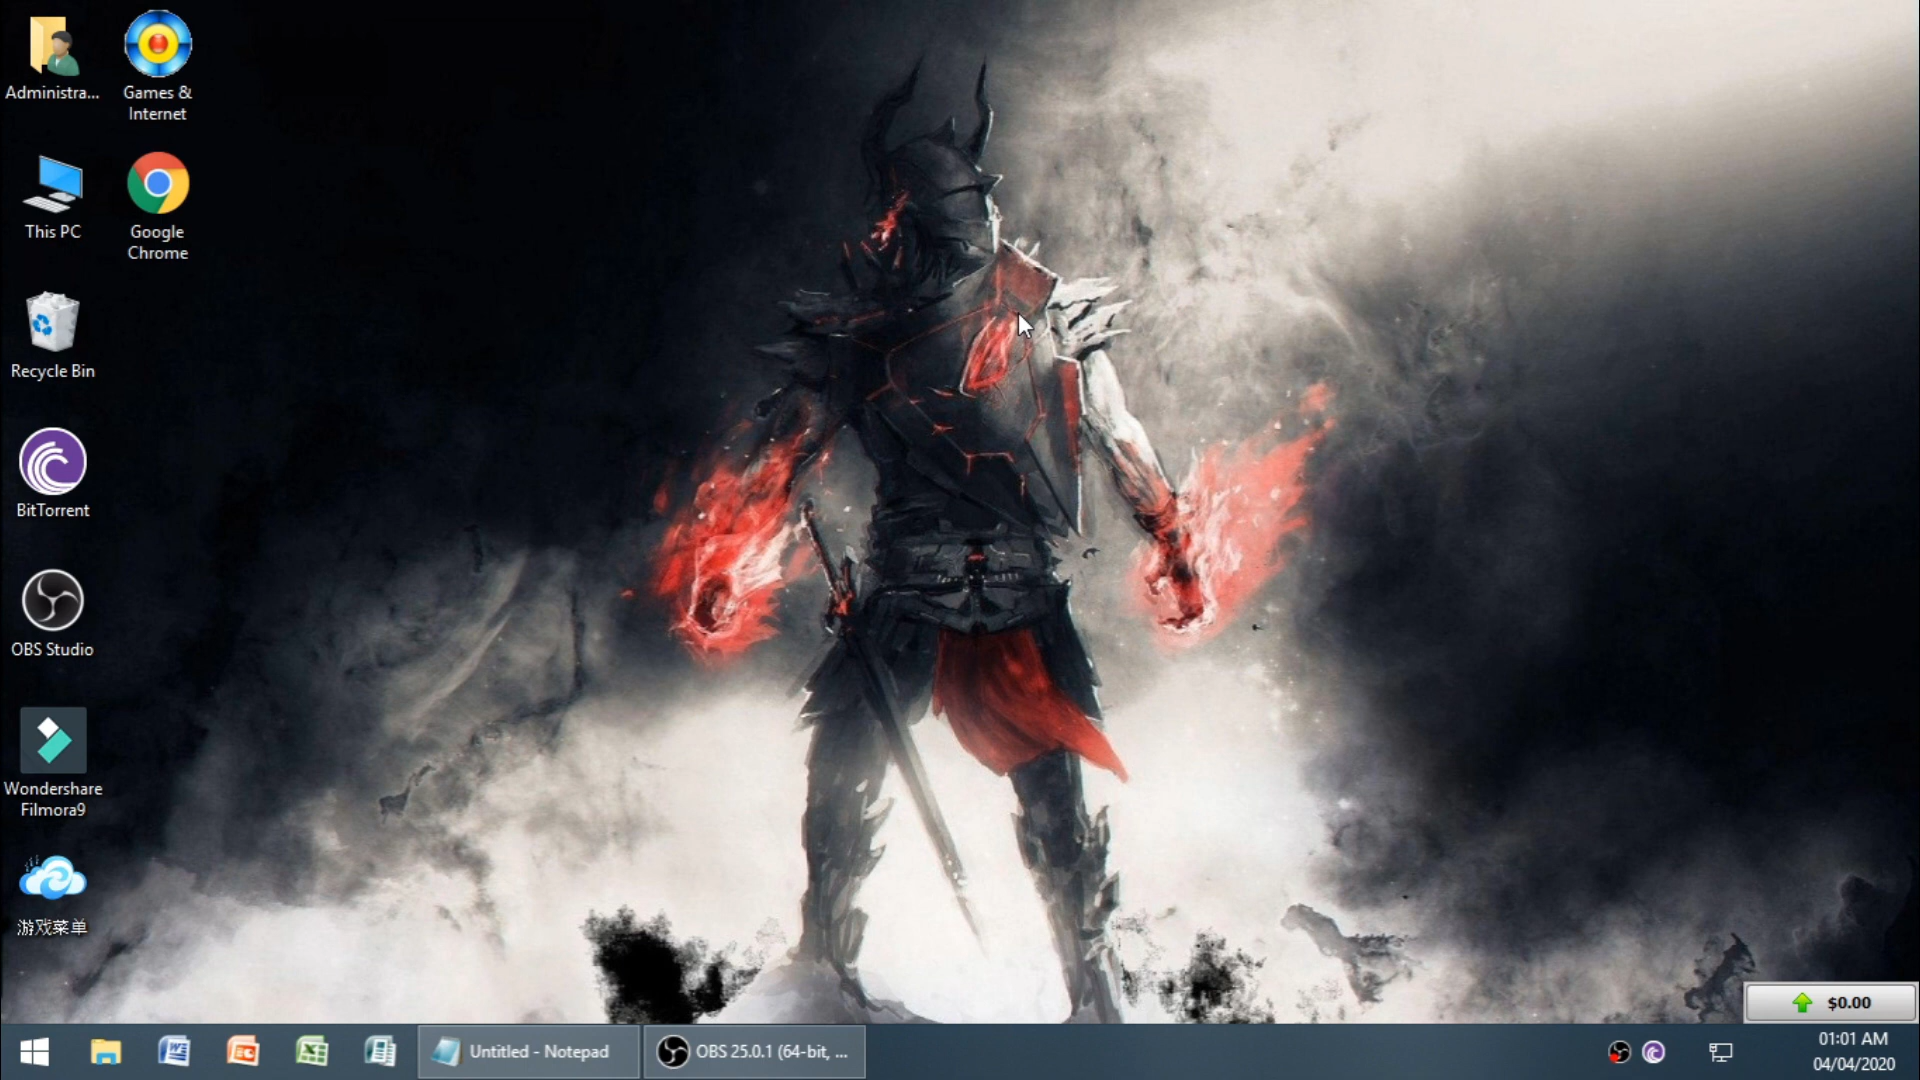 Administra...
Games &
Internet
This PC
Google
Chrome
Recycle Bin
BitTorrent
OBS Studio
Wondershare
Filmora9
游戏菜单
$0.00
Untitled - Notepad
OBS 25.0.1 (64-bit, ...
01:01 AM
04/04/2020